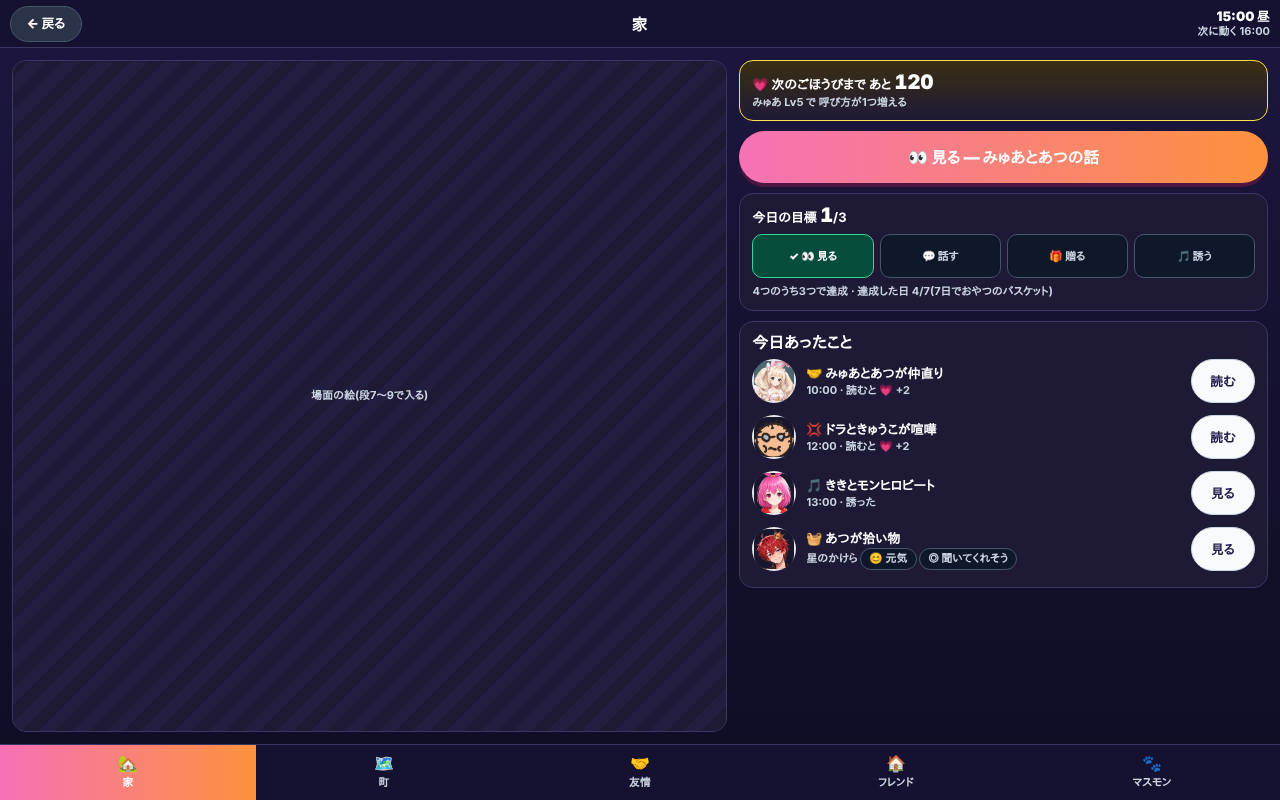 ← 戻る
家
15:00 昼
次に動く 16:00
場面の絵(段7〜9で入る)
💗 次のごほうびまで あと 120
みゅあ Lv5 で 呼び方が1つ増える
👀 見る — みゅあとあつの話
今日の目標 1/3
✓ 👀 見る
💬 話す
🎁 贈る
🎵 誘う
4つのうち3つで達成 · 達成した日 4/7(7日でおやつのバスケット)
今日あったこと
🤝 みゅあとあつが仲直り
10:00 · 読むと 💗 +2
読む
💢 ドラときゅうこが喧嘩
12:00 · 読むと 💗 +2
読む
🎵 ききとモンヒロビート
13:00 · 誘った
見る
🧺 あつが拾い物
星のかけら 😊 元気 ◎ 聞いてくれそう
見る
🏡 家
🗺️ 町
🤝 友情
🏠 フレンド
🐾 マスモン